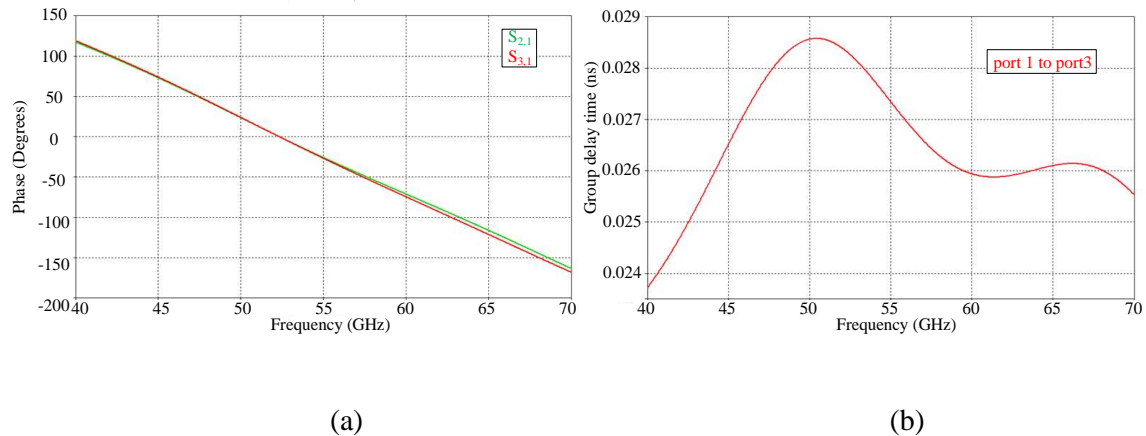 150
100
50
0
-50
-100
-150
-200
Phase (Degrees)
S2,1
S3,1
40 45 50 55 60 65 70
Frequency (GHz)
(a)
0.029
0.028
0.027
0.026
0.025
0.024
Group delay time (ns)
port 1 to port3
40 45 50 55 60 65 70
Frequency (GHz)
(b)